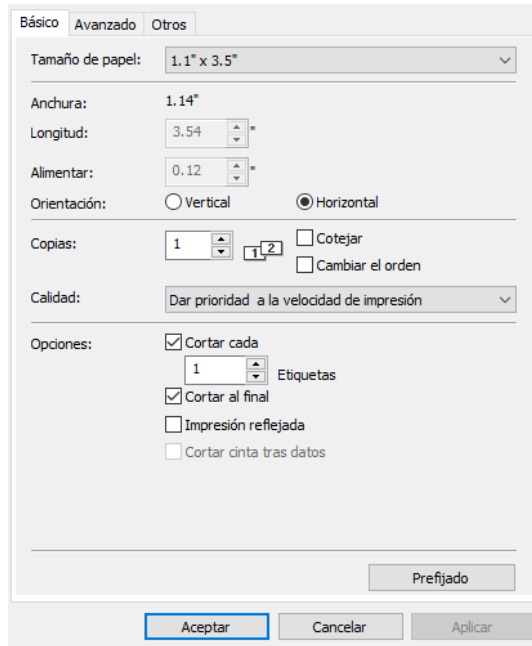 Básico Avanzado Otros
Tamaño de papel: 1.1" x 3.5"
Anchura: 1.14"
Longitud: 3.54 "
Alimentar: 0.12 "
Orientación: Vertical Horizontal
Copias: 1 1 2 Cotejar
Cambiar el orden
Calidad: Dar prioridad a la velocidad de impresión
Opciones: Cortar cada
1 Etiquetas
Cortar al final
Impresión reflejada
Cortar cinta tras datos
Prefijado
Aceptar Cancelar Aplicar